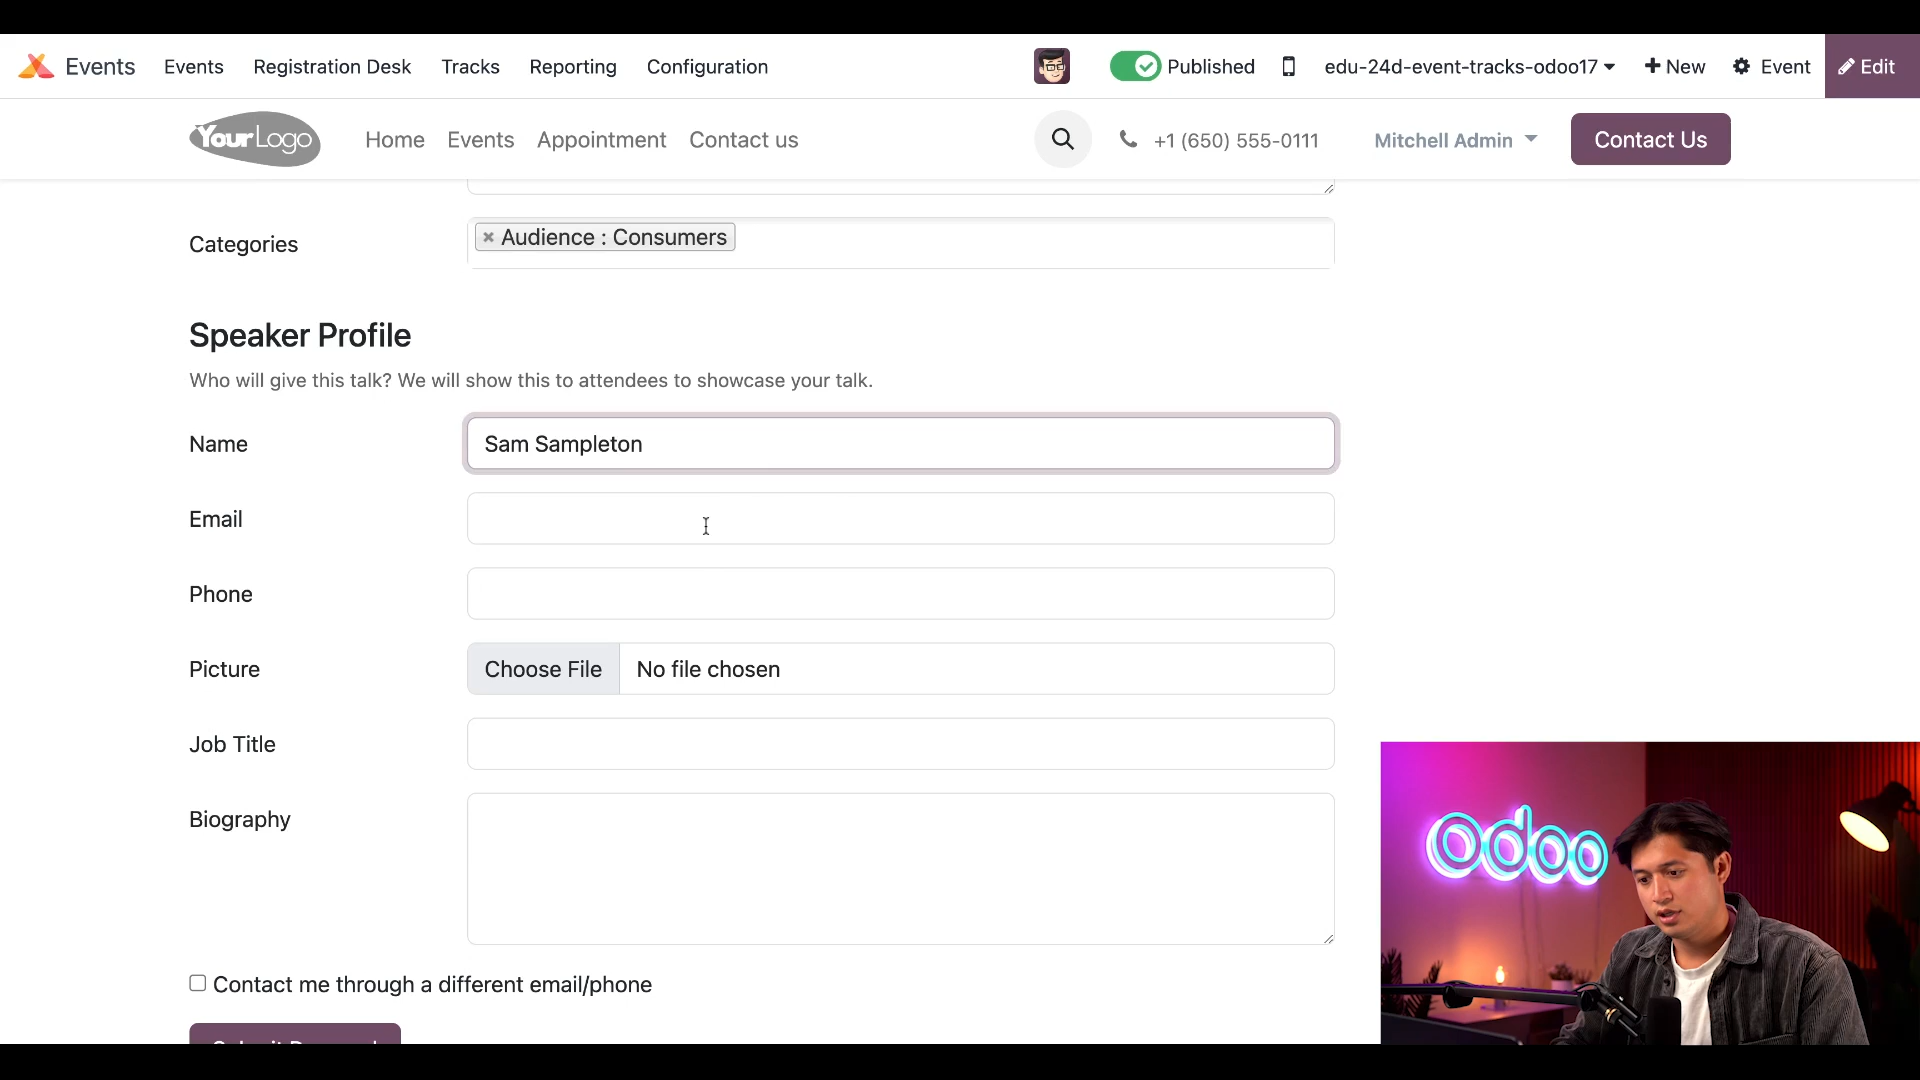 Events Events Registration Desk Tracks Reporting Configuration Published edu-24d-event-tracks-odoo17 New Event Edit
YourLogo Home Events Appointment Contact us +1 (650) 555-0111 Mitchell Admin Contact Us
Categories × Audience : Consumers
Speaker Profile
Who will give this talk? We will show this to attendees to showcase your talk.
Name Sam Sampleton
Email
Phone
Picture Choose File No file chosen
Job Title
Biography
odoo
Contact me through a different email/phone